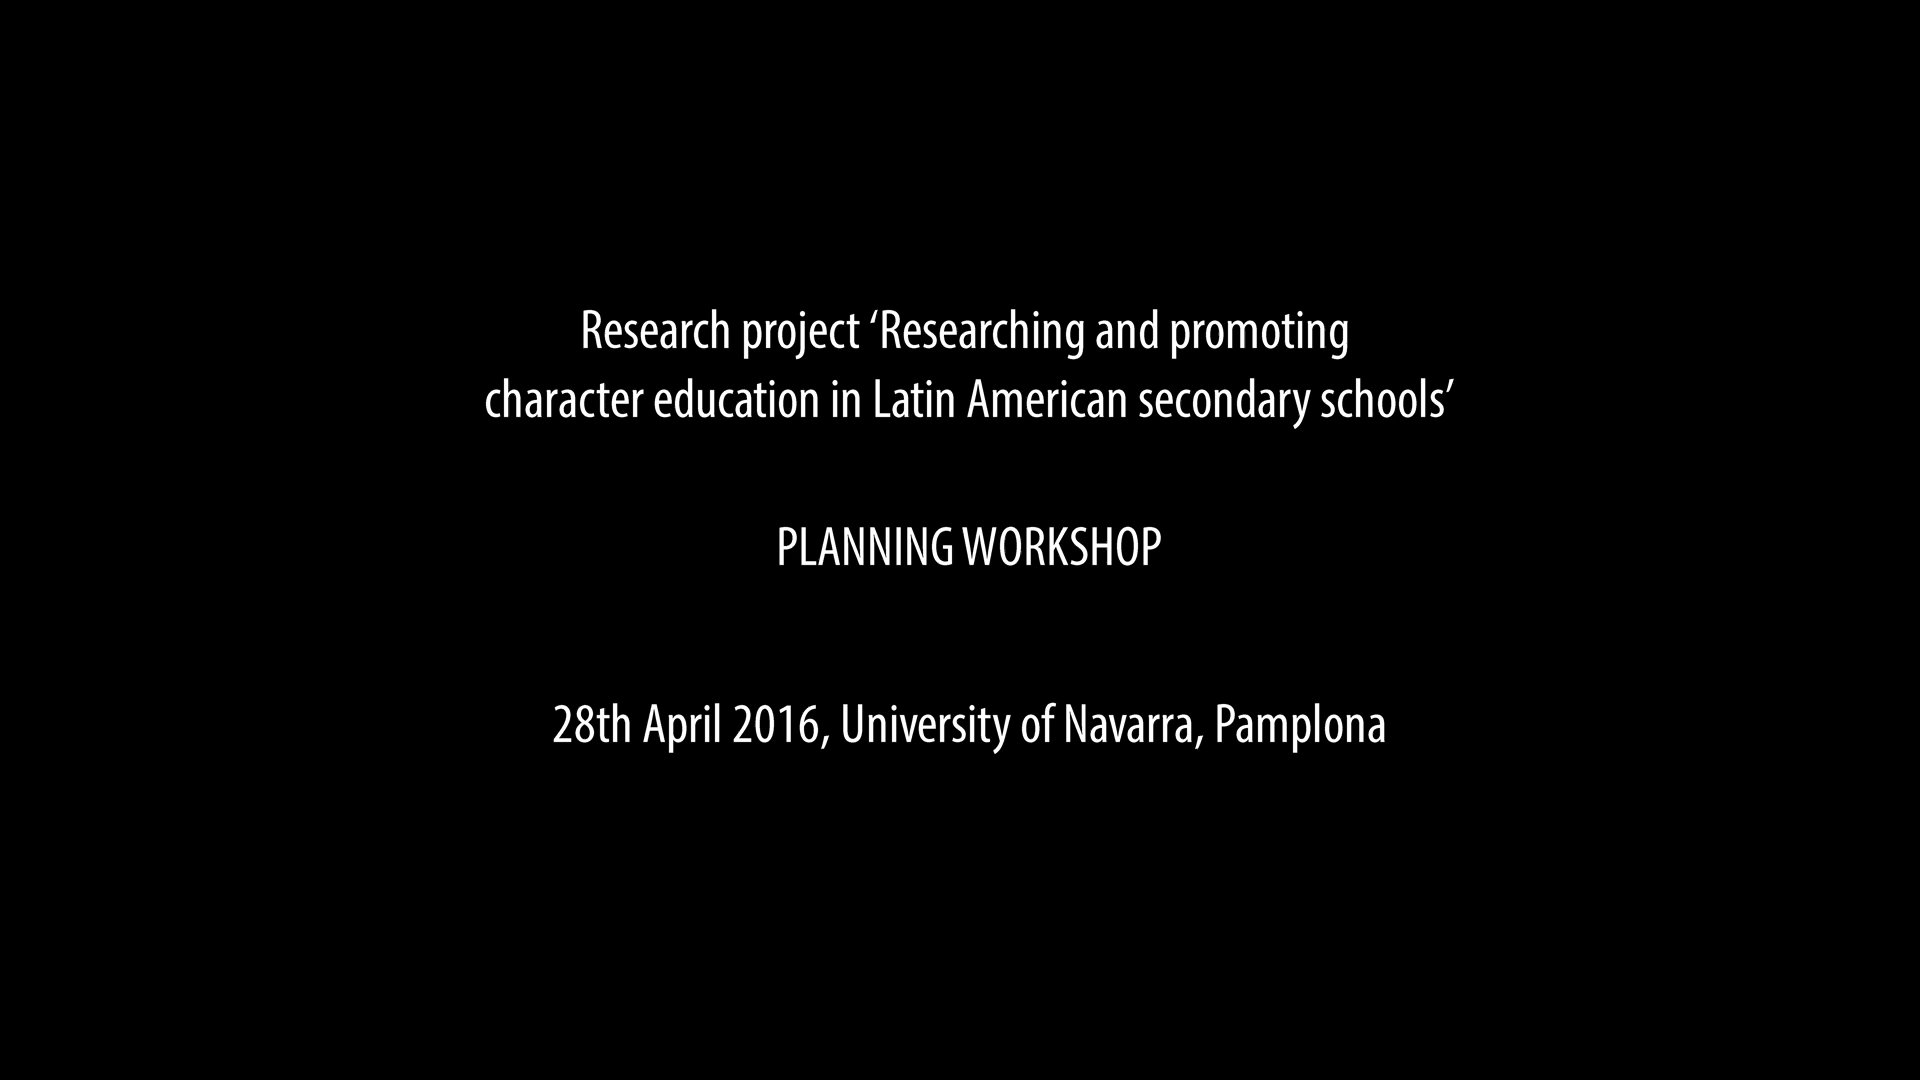 Research project ‘Researching and promoting
character education in Latin American secondary schools’
PLANNING WORKSHOP
28th April 2016, University of Navarra, Pamplona